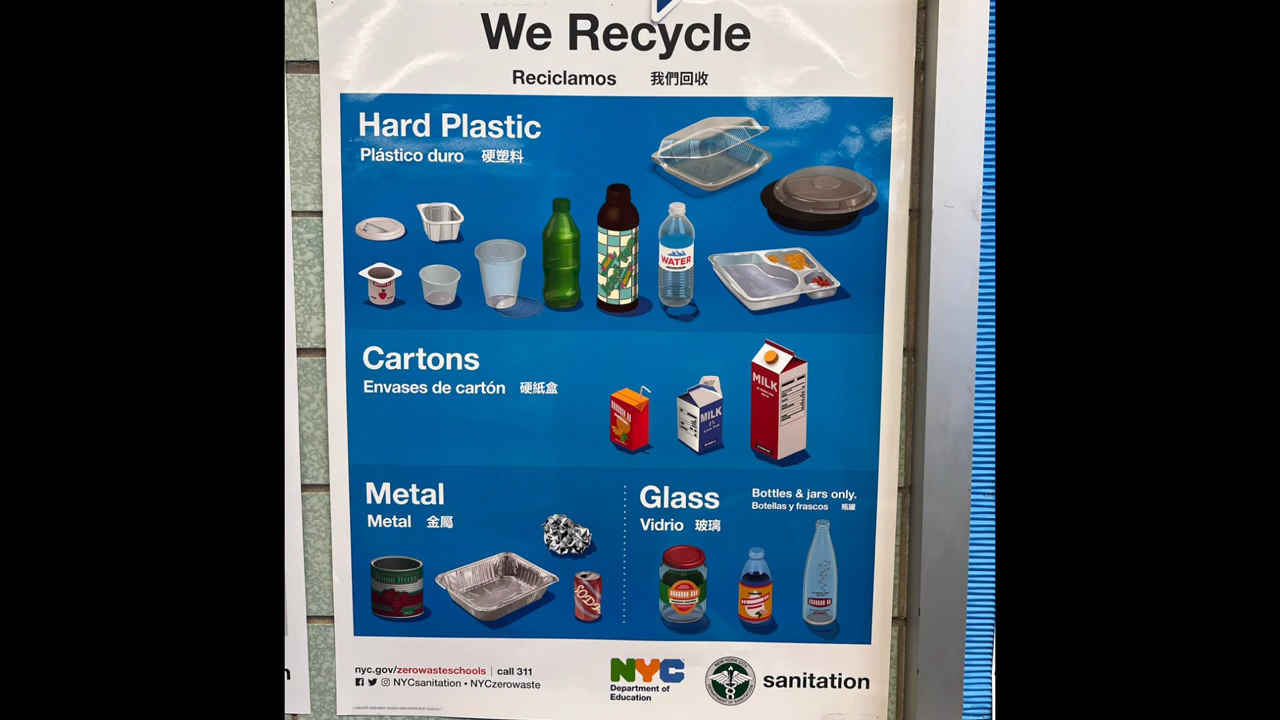 We Recycle
Reciclamos 我們回收
Hard Plastic
Plástico duro 硬塑料
WATER
Cartons
Envases de cartón 硬紙盒
MILK
MILK
Metal
Metal 金屬
SODA
Glass
Vidrio 玻璃
Bottles & jars only.
Botellas y frascos 瓶罐
nyc.gov/zerowasteschools | call 311
NYCsanitation • NYCzerowaste
NYC
Department of
Education
sanitation